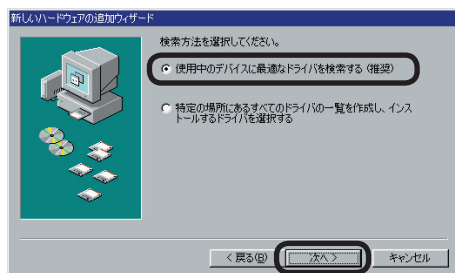 新しいハードウェアの追加ウィザード
検索方法を選択してください。
使用中のデバイスに最適なドライバを検索する (推奨)
特定の場所にあるすべてのドライバの一覧を作成し、インス
トールするドライバを選択する
< 戻る(B)
次へ >
キャンセル